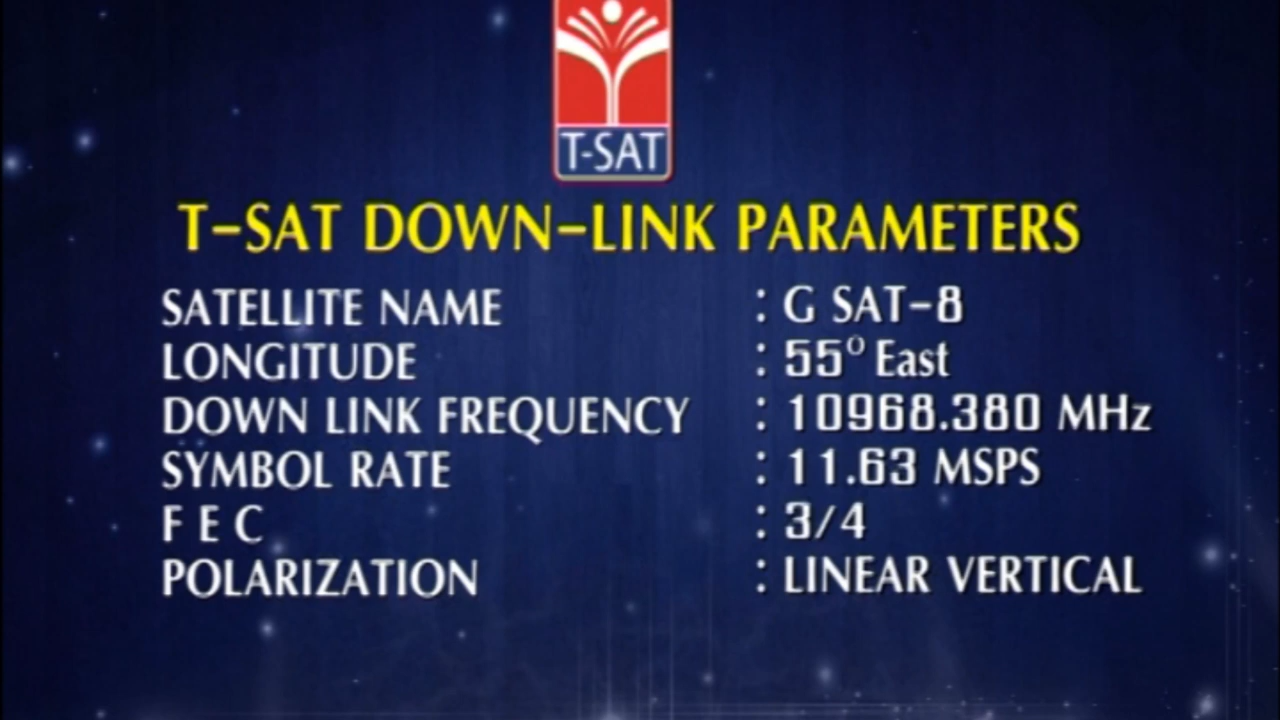 T-SAT
T-SAT DOWN-LINK PARAMETERS
SATELLITE NAME : G SAT-8
LONGITUDE : 55° East
DOWN LINK FREQUENCY : 10968.380 MHz
SYMBOL RATE : 11.63 MSPS
F E C : 3/4
POLARIZATION : LINEAR VERTICAL